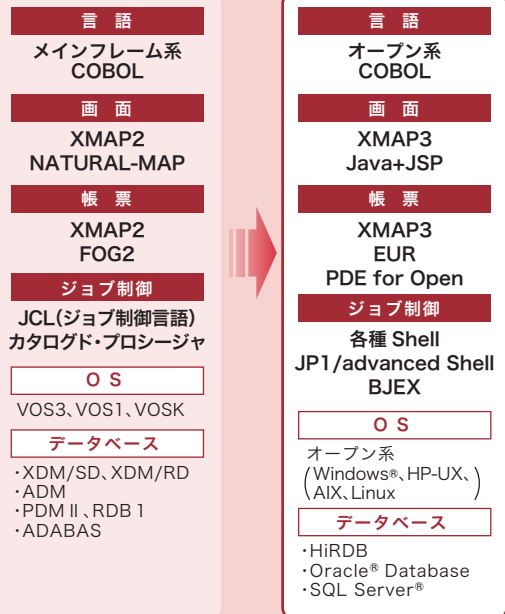 言 語
メインフレーム系
COBOL
画 面
XMAP2
NATURAL-MAP
帳 票
XMAP2
FOG2
ジョブ制御
JCL(ジョブ制御言語)
カタログド・プロシージャ
O S
VOS3、VOS1、VOSK
データベース
・XDM/SD、XDM/RD
・ADM
・PDMⅡ、RDB1
・ADABAS
言 語
オープン系
COBOL
画 面
XMAP3
Java+JSP
帳 票
XMAP3
EUR
PDE for Open
ジョブ制御
各種 Shell
JP1/advanced Shell
BJEX
O S
オープン系
(Windows®、HP-UX、
AIX、Linux)
データベース
・HiRDB
・Oracle® Database
・SQL Server®